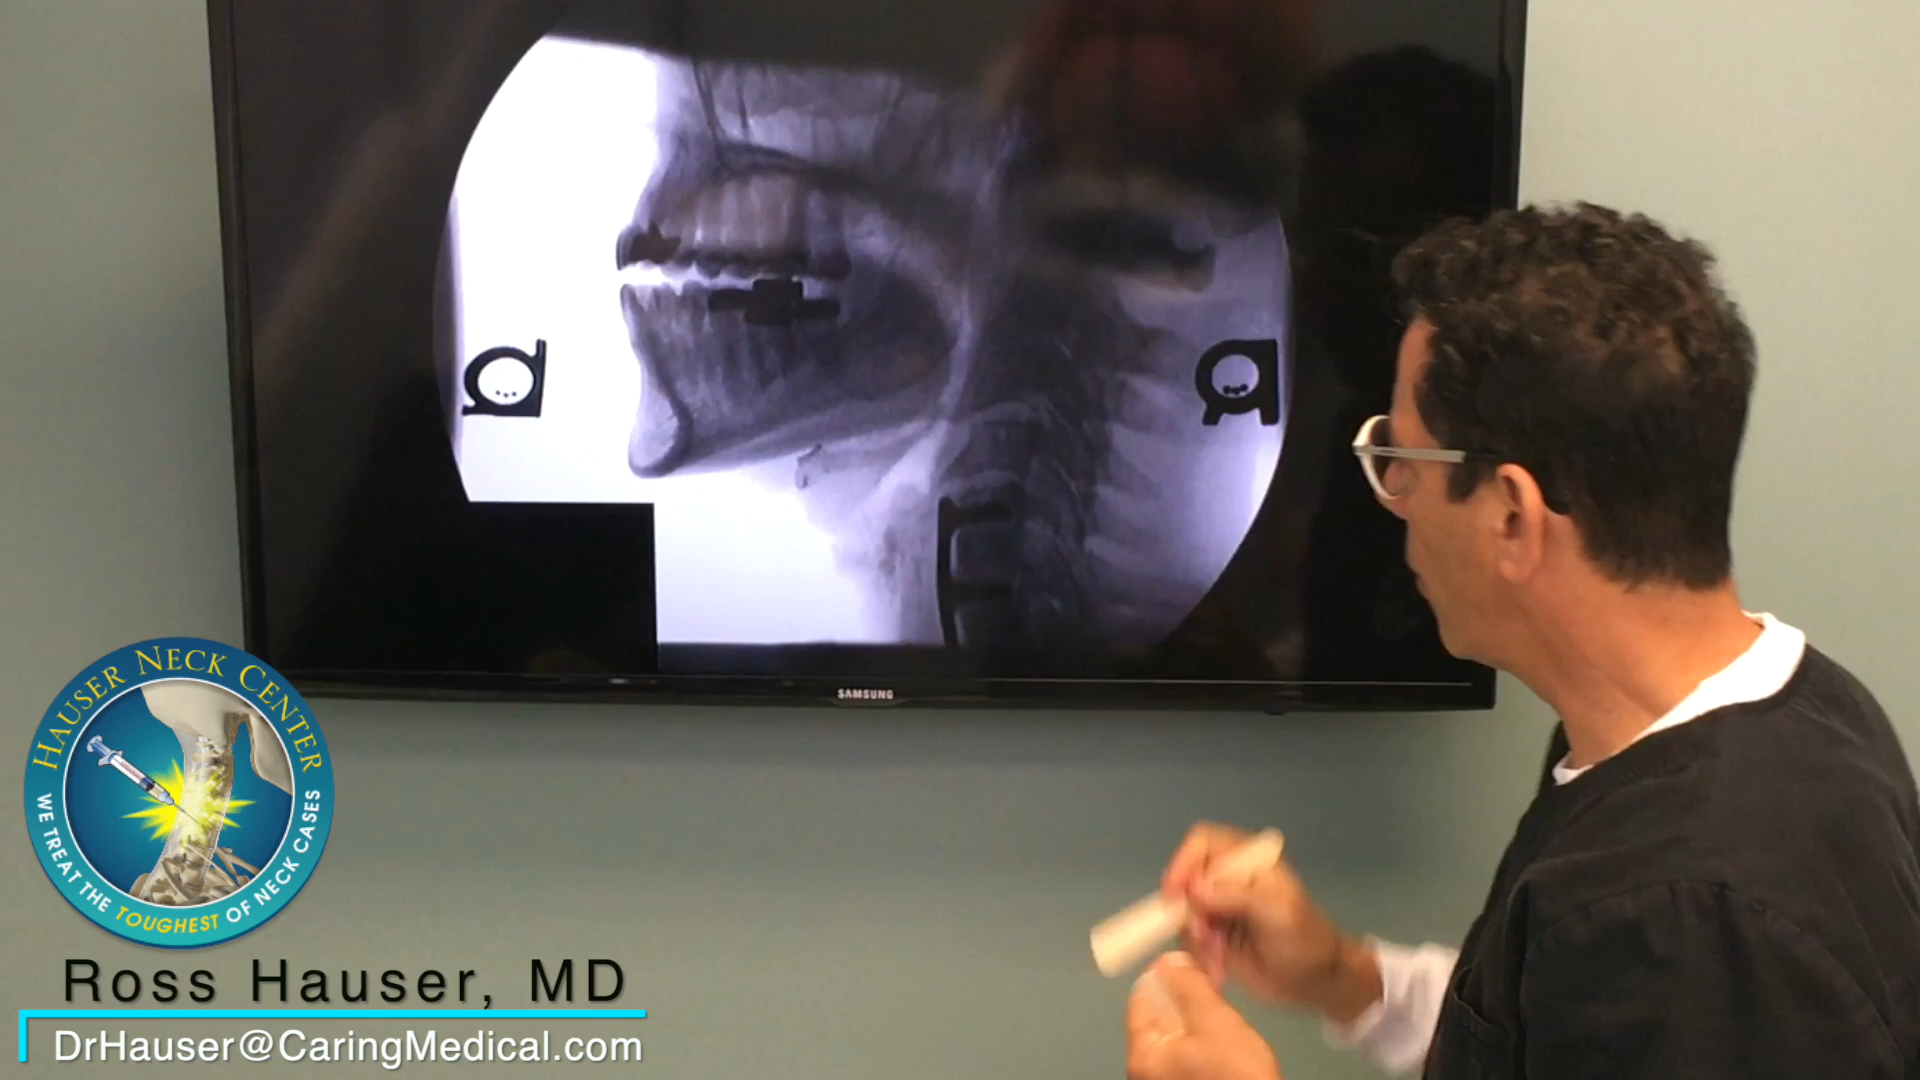 SAMSUNG
HAUSER NECK CENTER
WE TREAT THE TOUGHEST OF NECK CASES
Ross Hauser, MD
DrHauser@CaringMedical.com